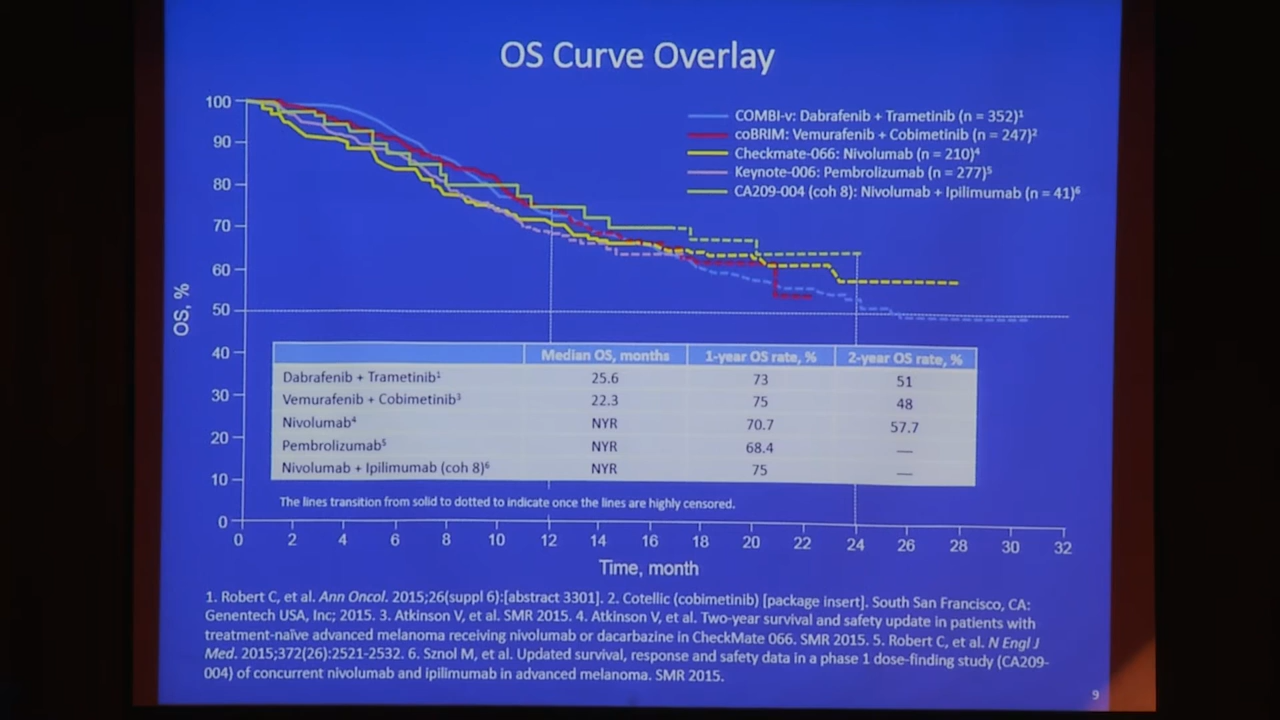 OS Curve Overlay
COMBI-v: Dabrafenib + Trametinib (n = 352)¹
coBRIM: Vemurafenib + Cobimetinib (n = 247)²
Checkmate-066: Nivolumab (n = 210)⁴
Keynote-006: Pembrolizumab (n = 277)⁵
CA209-004 (coh 8): Nivolumab + Ipilimumab (n = 41)⁶
OS, %
100
90
80
70
60
50
40
30
20
10
0
Median OS, months 1-year OS rate, % 2-year OS rate, %
Dabrafenib + Trametinib¹ 25.6 73 51
Vemurafenib + Cobimetinib³ 22.3 75 48
Nivolumab⁴ NYR 70.7 57.7
Pembrolizumab⁵ NYR 68.4 —
Nivolumab + Ipilimumab (coh 8)⁶ NYR 75 —
The lines transition from solid to dotted to indicate once the lines are highly censored.
0 2 4 6 8 10 12 14 16 18 20 22 24 26 28 30 32
Time, month
1. Robert C, et al. Ann Oncol. 2015;26(suppl 6):[abstract 3301]. 2. Cotellic (cobimetinib) [package insert]. South San Francisco, CA:
Genentech USA, Inc; 2015. 3. Atkinson V, et al. SMR 2015. 4. Atkinson V, et al. Two-year survival and safety update in patients with
treatment-naïve advanced melanoma receiving nivolumab or dacarbazine in CheckMate 066. SMR 2015. 5. Robert C, et al. N Engl J
Med. 2015;372(26):2521-2532. 6. Sznol M, et al. Updated survival, response and safety data in a phase 1 dose-finding study (CA209-
004) of concurrent nivolumab and ipilimumab in advanced melanoma. SMR 2015.
9